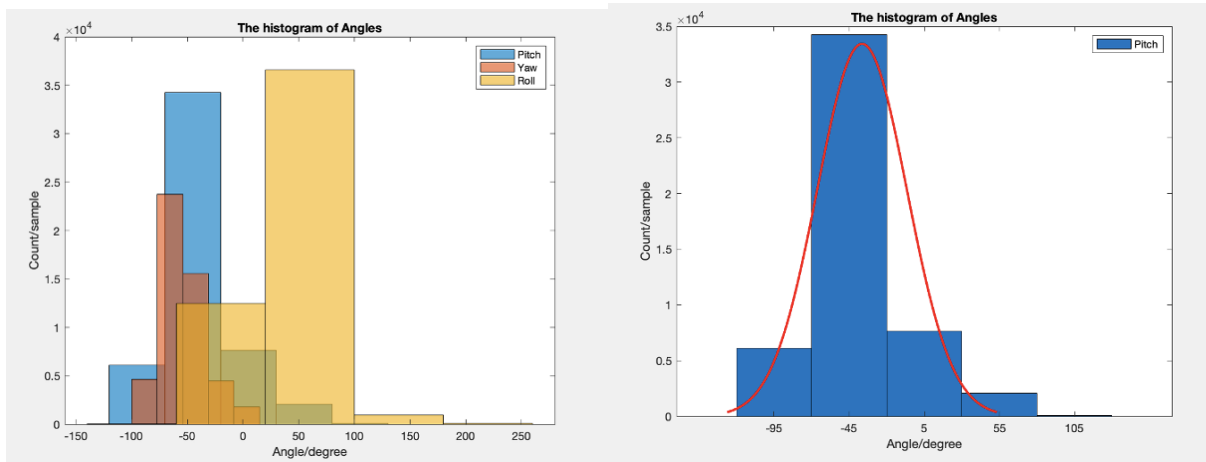 The histogram of Angles
×10⁴
Pitch
Yaw
Roll
4
3.5
3
2.5
2
1.5
1
0.5
0
Count/sample
-150 -100 -50 0 50 100 150 200 250
Angle/degree
The histogram of Angles
×10⁴
Pitch
3.5
3
2.5
2
1.5
1
0.5
0
Count/sample
-95 -45 5 55 105
Angle/degree